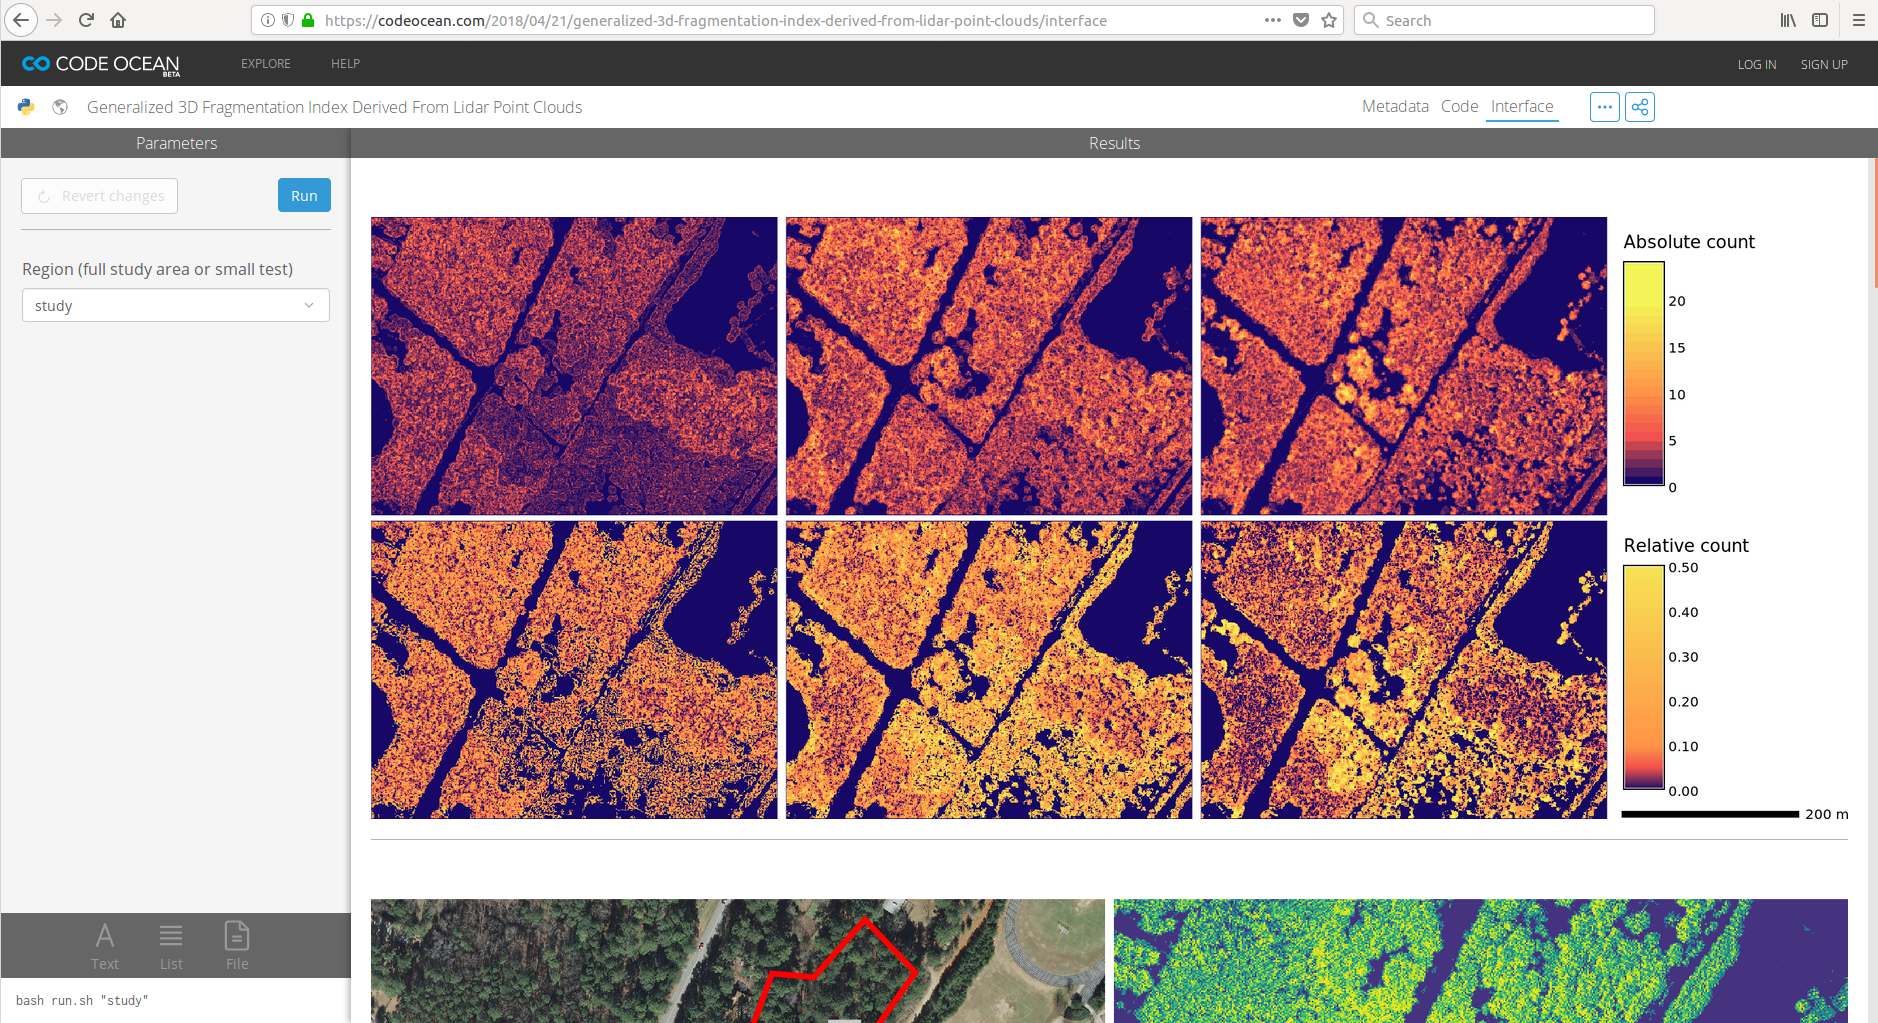 https://codeocean.com/2018/04/21/generalized-3d-fragmentation-index-derived-from-lidar-point-clouds/interface
Search
CODE OCEAN
BETA
EXPLORE
HELP
LOG IN
SIGN UP
Generalized 3D Fragmentation Index Derived From Lidar Point Clouds
Metadata
Code
Interface
Parameters
Results
Revert changes
Run
Region (full study area or small test)
study
Absolute count
20
15
10
5
0
Relative count
0.50
0.40
0.30
0.20
0.10
0.00
200 m
A
Text
List
File
bash run.sh "study"